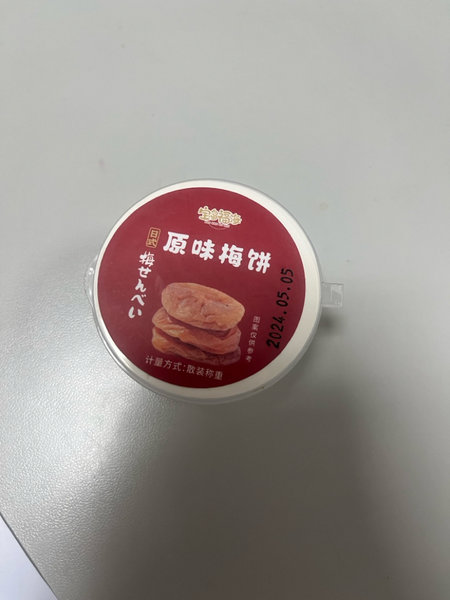 日式
原味梅饼
梅せんべい
2024.05.05
图案仅供参考
计量方式:散装称重